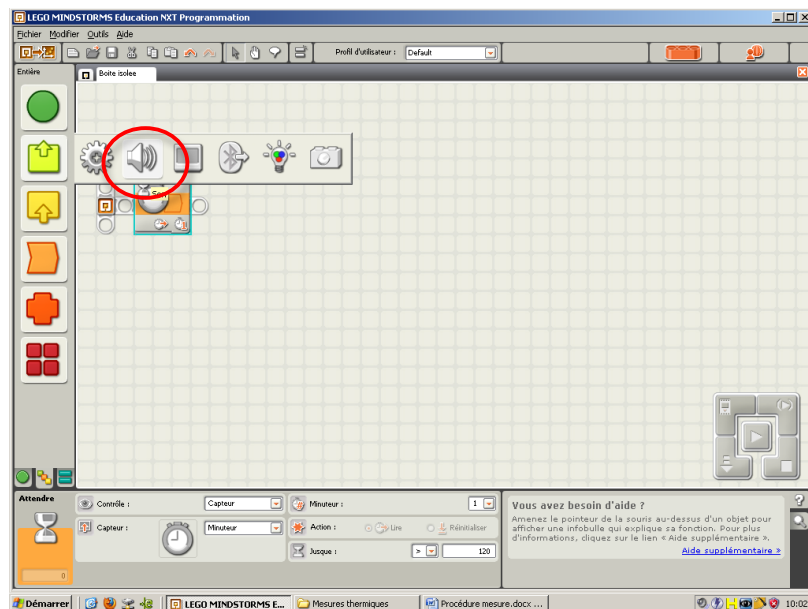 LEGO MINDSTORMS Education NXT Programmation
Fichier Modifier Outils Aide
Profil d'utilisateur : Default
Entière
Boite isolee
Son
Attendre
Contrôle : Capteur
Minuteur : 1
Capteur : Minuteur
Action : Lire Réinitialiser
Jusque : > 120
0
Vous avez besoin d'aide ?
Amenez le pointeur de la souris au-dessus d'un objet pour
afficher une infobulle qui explique sa fonction. Pour plus
d'informations, cliquez sur le lien « Aide supplémentaire ».
Aide supplémentaire »
?
Démarrer LEGO MINDSTORMS E... Mesures thermiques Procédure mesure.docx ... 10:02